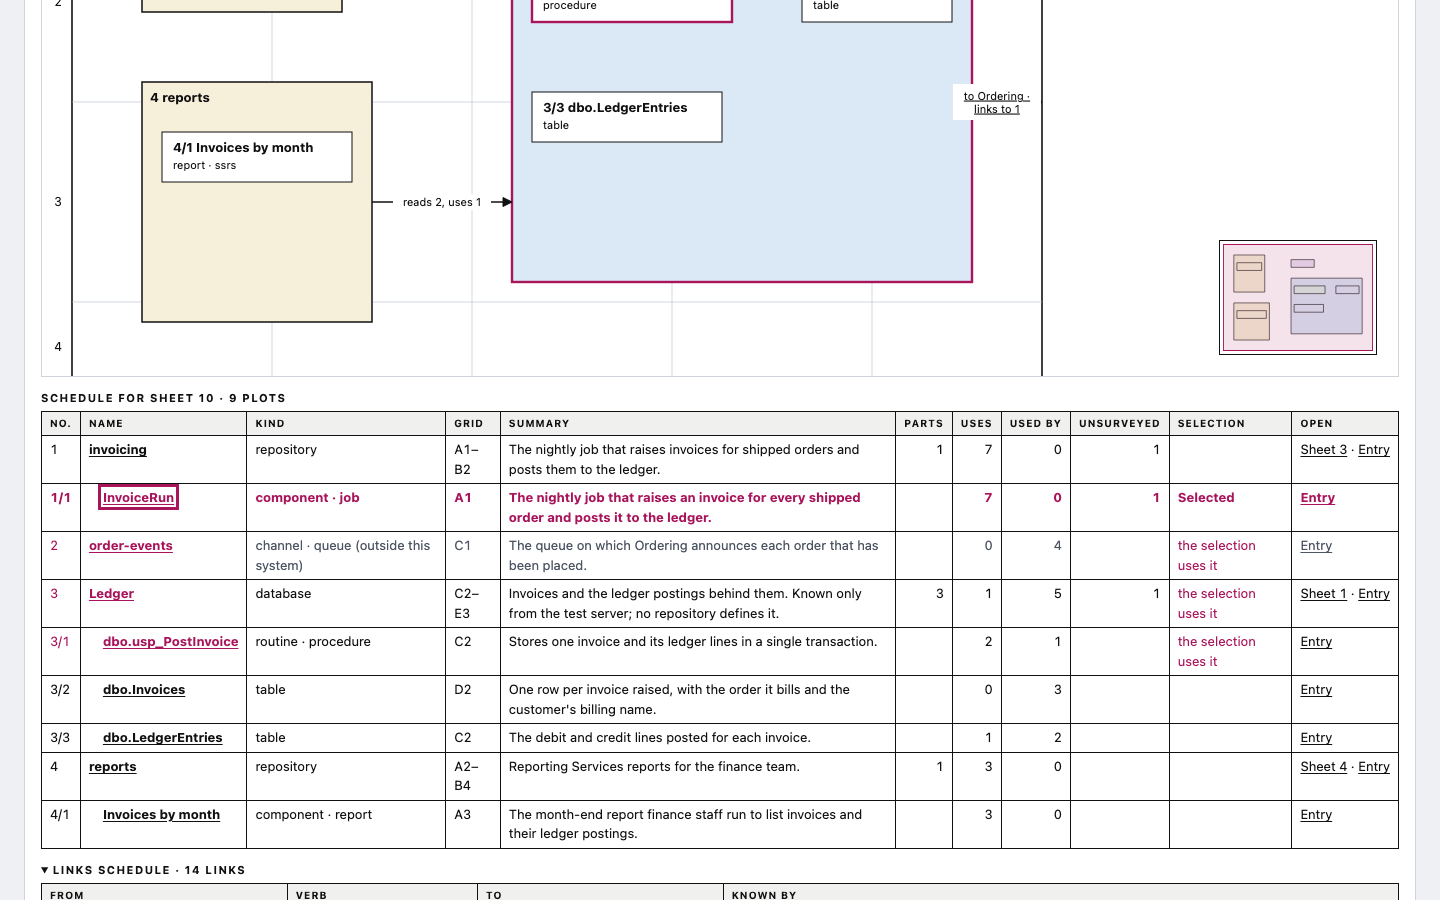 2
procedure
table
4 reports
3/3 dbo.LedgerEntries
table
to Ordering ·
links to 1
4/1 Invoices by month
report · ssrs
3
reads 2, uses 1
4
SCHEDULE FOR SHEET 10 · 9 PLOTS
NO. NAME KIND GRID SUMMARY PARTS USES USED BY UNSURVEYED SELECTION OPEN
1 invoicing repository A1– The nightly job that raises invoices for shipped orders and 1 7 0 1 Sheet 3 · Entry
B2 posts them to the ledger.
1/1 InvoiceRun component · job A1 The nightly job that raises an invoice for every shipped 7 0 1 Selected Entry
order and posts it to the ledger.
2 order-events channel · queue (outside this C1 The queue on which Ordering announces each order that has 0 4 the selection Entry
system) been placed. uses it
3 Ledger database C2– Invoices and the ledger postings behind them. Known only 3 1 5 1 the selection Sheet 1 · Entry
E3 from the test server; no repository defines it. uses it
3/1 dbo.usp_PostInvoice routine · procedure C2 Stores one invoice and its ledger lines in a single transaction. 2 1 the selection Entry
uses it
3/2 dbo.Invoices table D2 One row per invoice raised, with the order it bills and the 0 3 Entry
customer's billing name.
3/3 dbo.LedgerEntries table C2 The debit and credit lines posted for each invoice. 1 2 Entry
4 reports repository A2– Reporting Services reports for the finance team. 1 3 0 Sheet 4 · Entry
B4
4/1 Invoices by month component · report A3 The month-end report finance staff run to list invoices and 3 0 Entry
their ledger postings.
▼ LINKS SCHEDULE · 14 LINKS
FROM VERB TO KNOWN BY